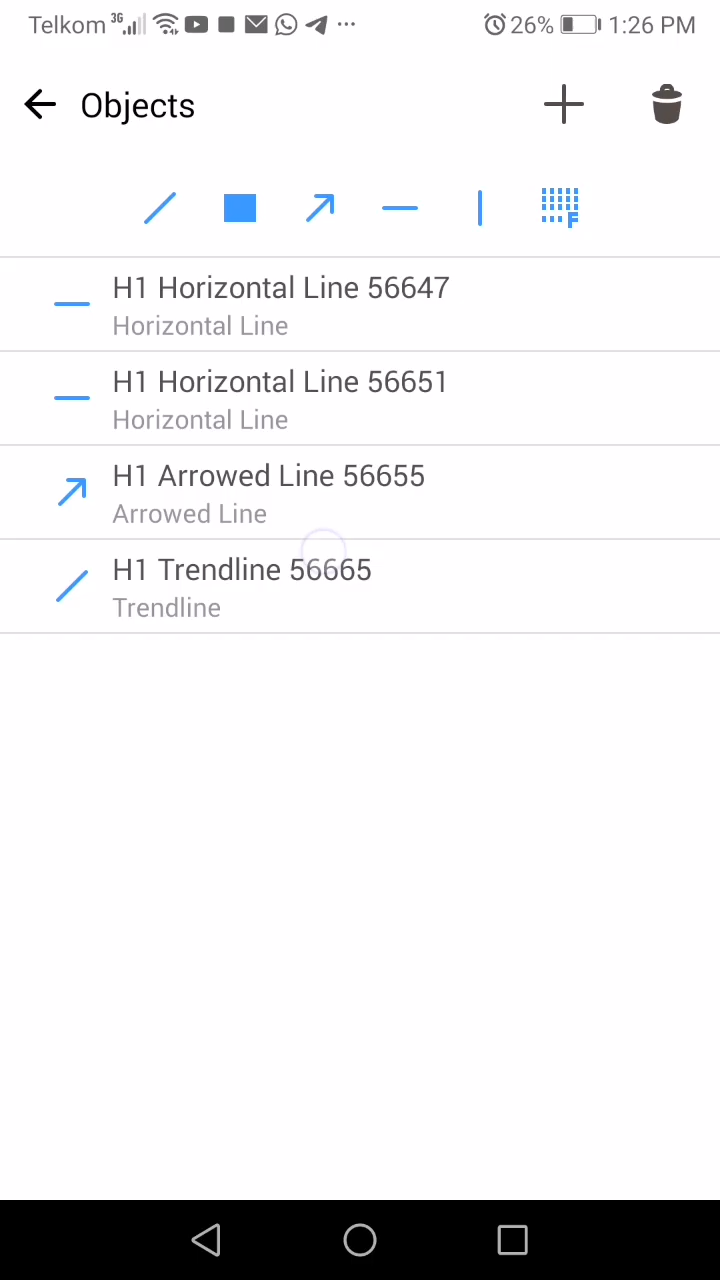 Telkom 3G 26% 1:26 PM
Objects
F
H1 Horizontal Line 56647
Horizontal Line
H1 Horizontal Line 56651
Horizontal Line
H1 Arrowed Line 56655
Arrowed Line
H1 Trendline 56665
Trendline